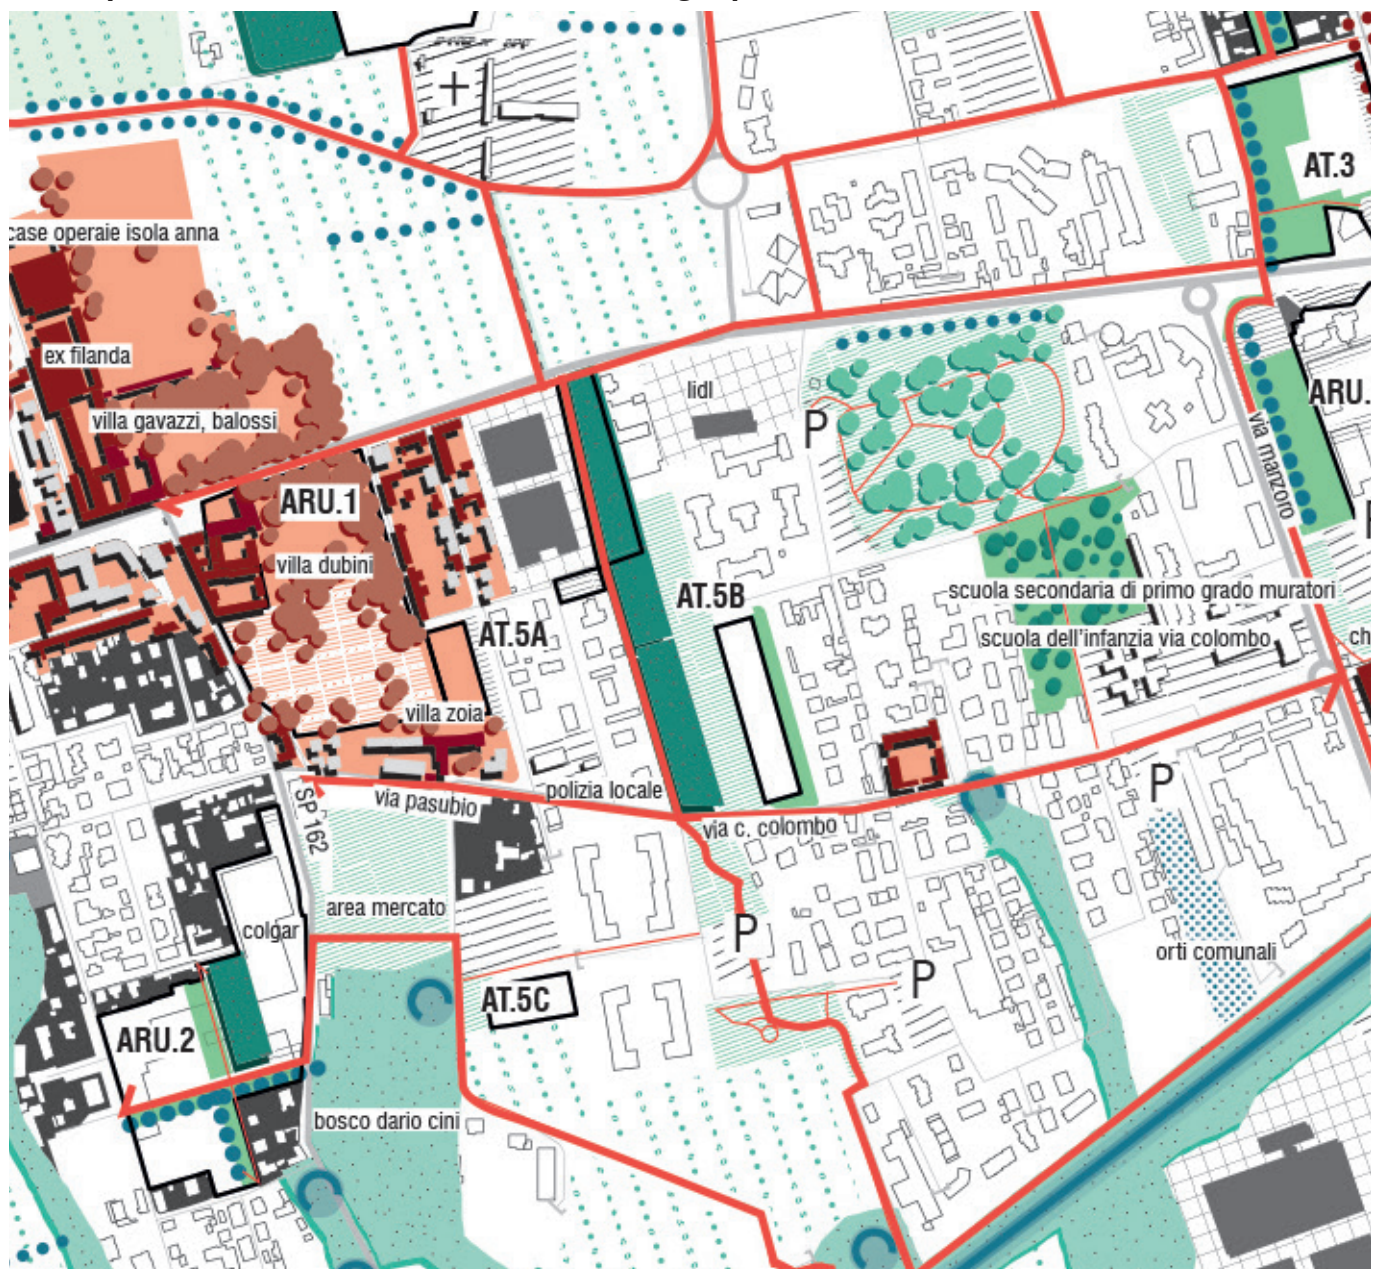 AT.3
case operaie isola anna
ex filanda
ARU.
lidl
villa gavazzi, balossi
P
via manzoro
ARU.1
villa dubini
AT.5B
scuola secondaria di primo grado muratori
AT.5A
scuola dell'infanzia via colombo
ch
villa zoia
polizia locale
P
via pasubio
SP 162
via c. colombo
area mercato
colgar
P
orti comunali
P
AT.5C
ARU.2
bosco dario cini